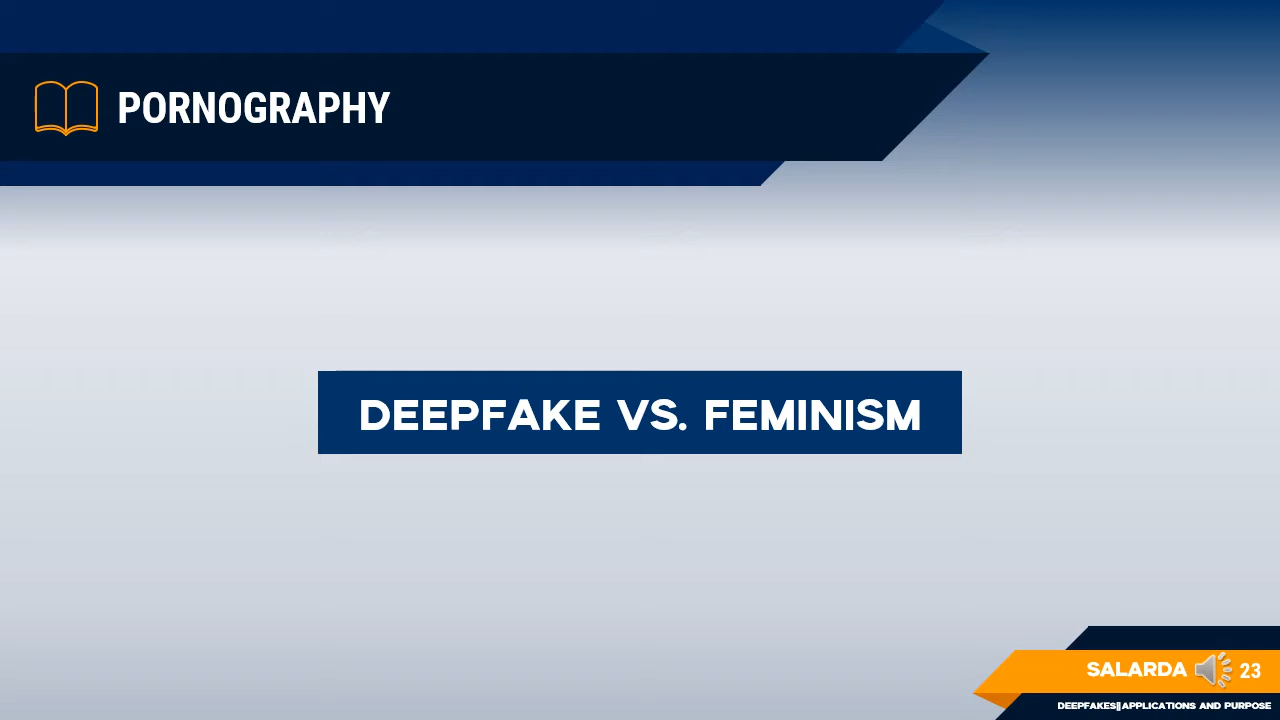 PORNOGRAPHY
DEEPFAKE VS. FEMINISM
SALARDA 23
DEEPFAKES||APPLICATIONS AND PURPOSE